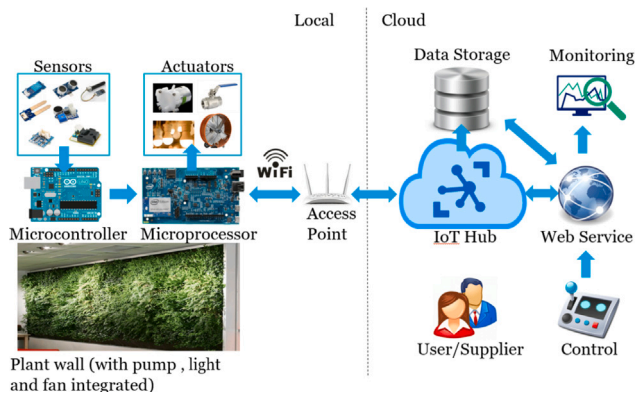 Local
Cloud
Sensors
Actuators
Data Storage
Monitoring
WiFi
Microcontroller
Microprocessor
Access
Point
IoT Hub
Web Service
User/Supplier
Control
Plant wall (with pump , light
and fan integrated)